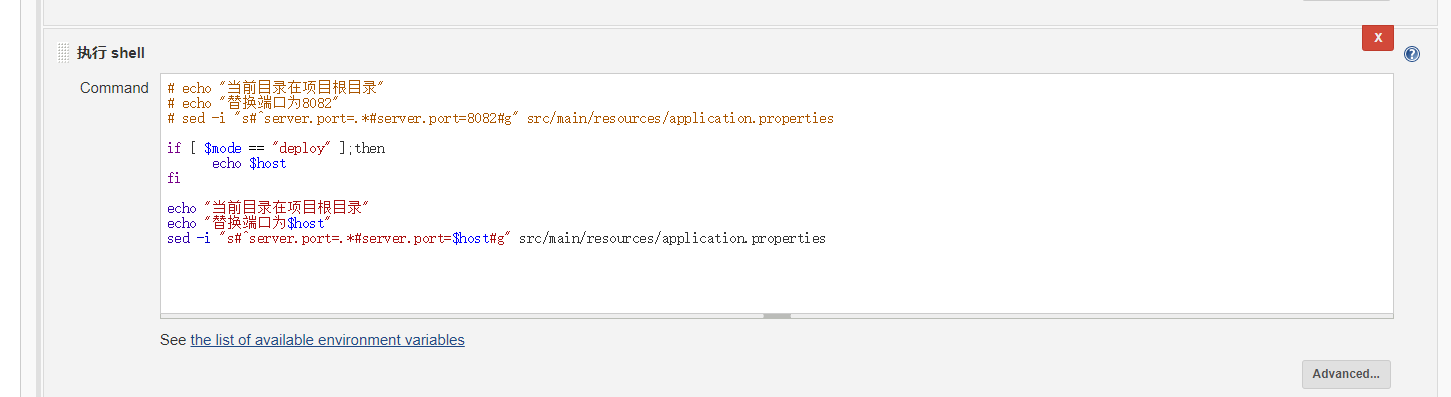 X
执行 shell
?
Command
# echo "当前目录在项目根目录"
# echo "替换端口为8082"
# sed -i "s#^server.port=.*#server.port=8082#g" src/main/resources/application.properties
if [ $mode == "deploy" ];then
echo $host
fi
echo "当前目录在项目根目录"
echo "替换端口为$host"
sed -i "s#^server.port=.*#server.port=$host#g" src/main/resources/application.properties
See the list of available environment variables
Advanced...